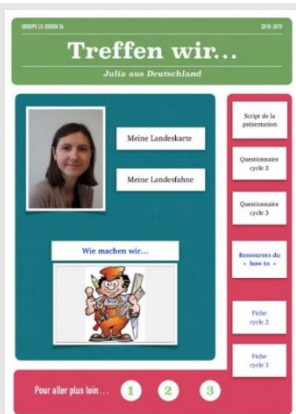 GROUPE LV-DSDEN 36
2018-2019
Treffen wir...
Julia aus Deutschland
Meine Landeskarte
Meine Landesfahne
Wie machen wir...
Script de la
présentation
Questionnaire
cycle 2
Questionnaire
cycle 3
Ressources du
« how to »
Fiche
cycle 2
Fiche
cycle 3
Pour aller plus loin...
1
2
3